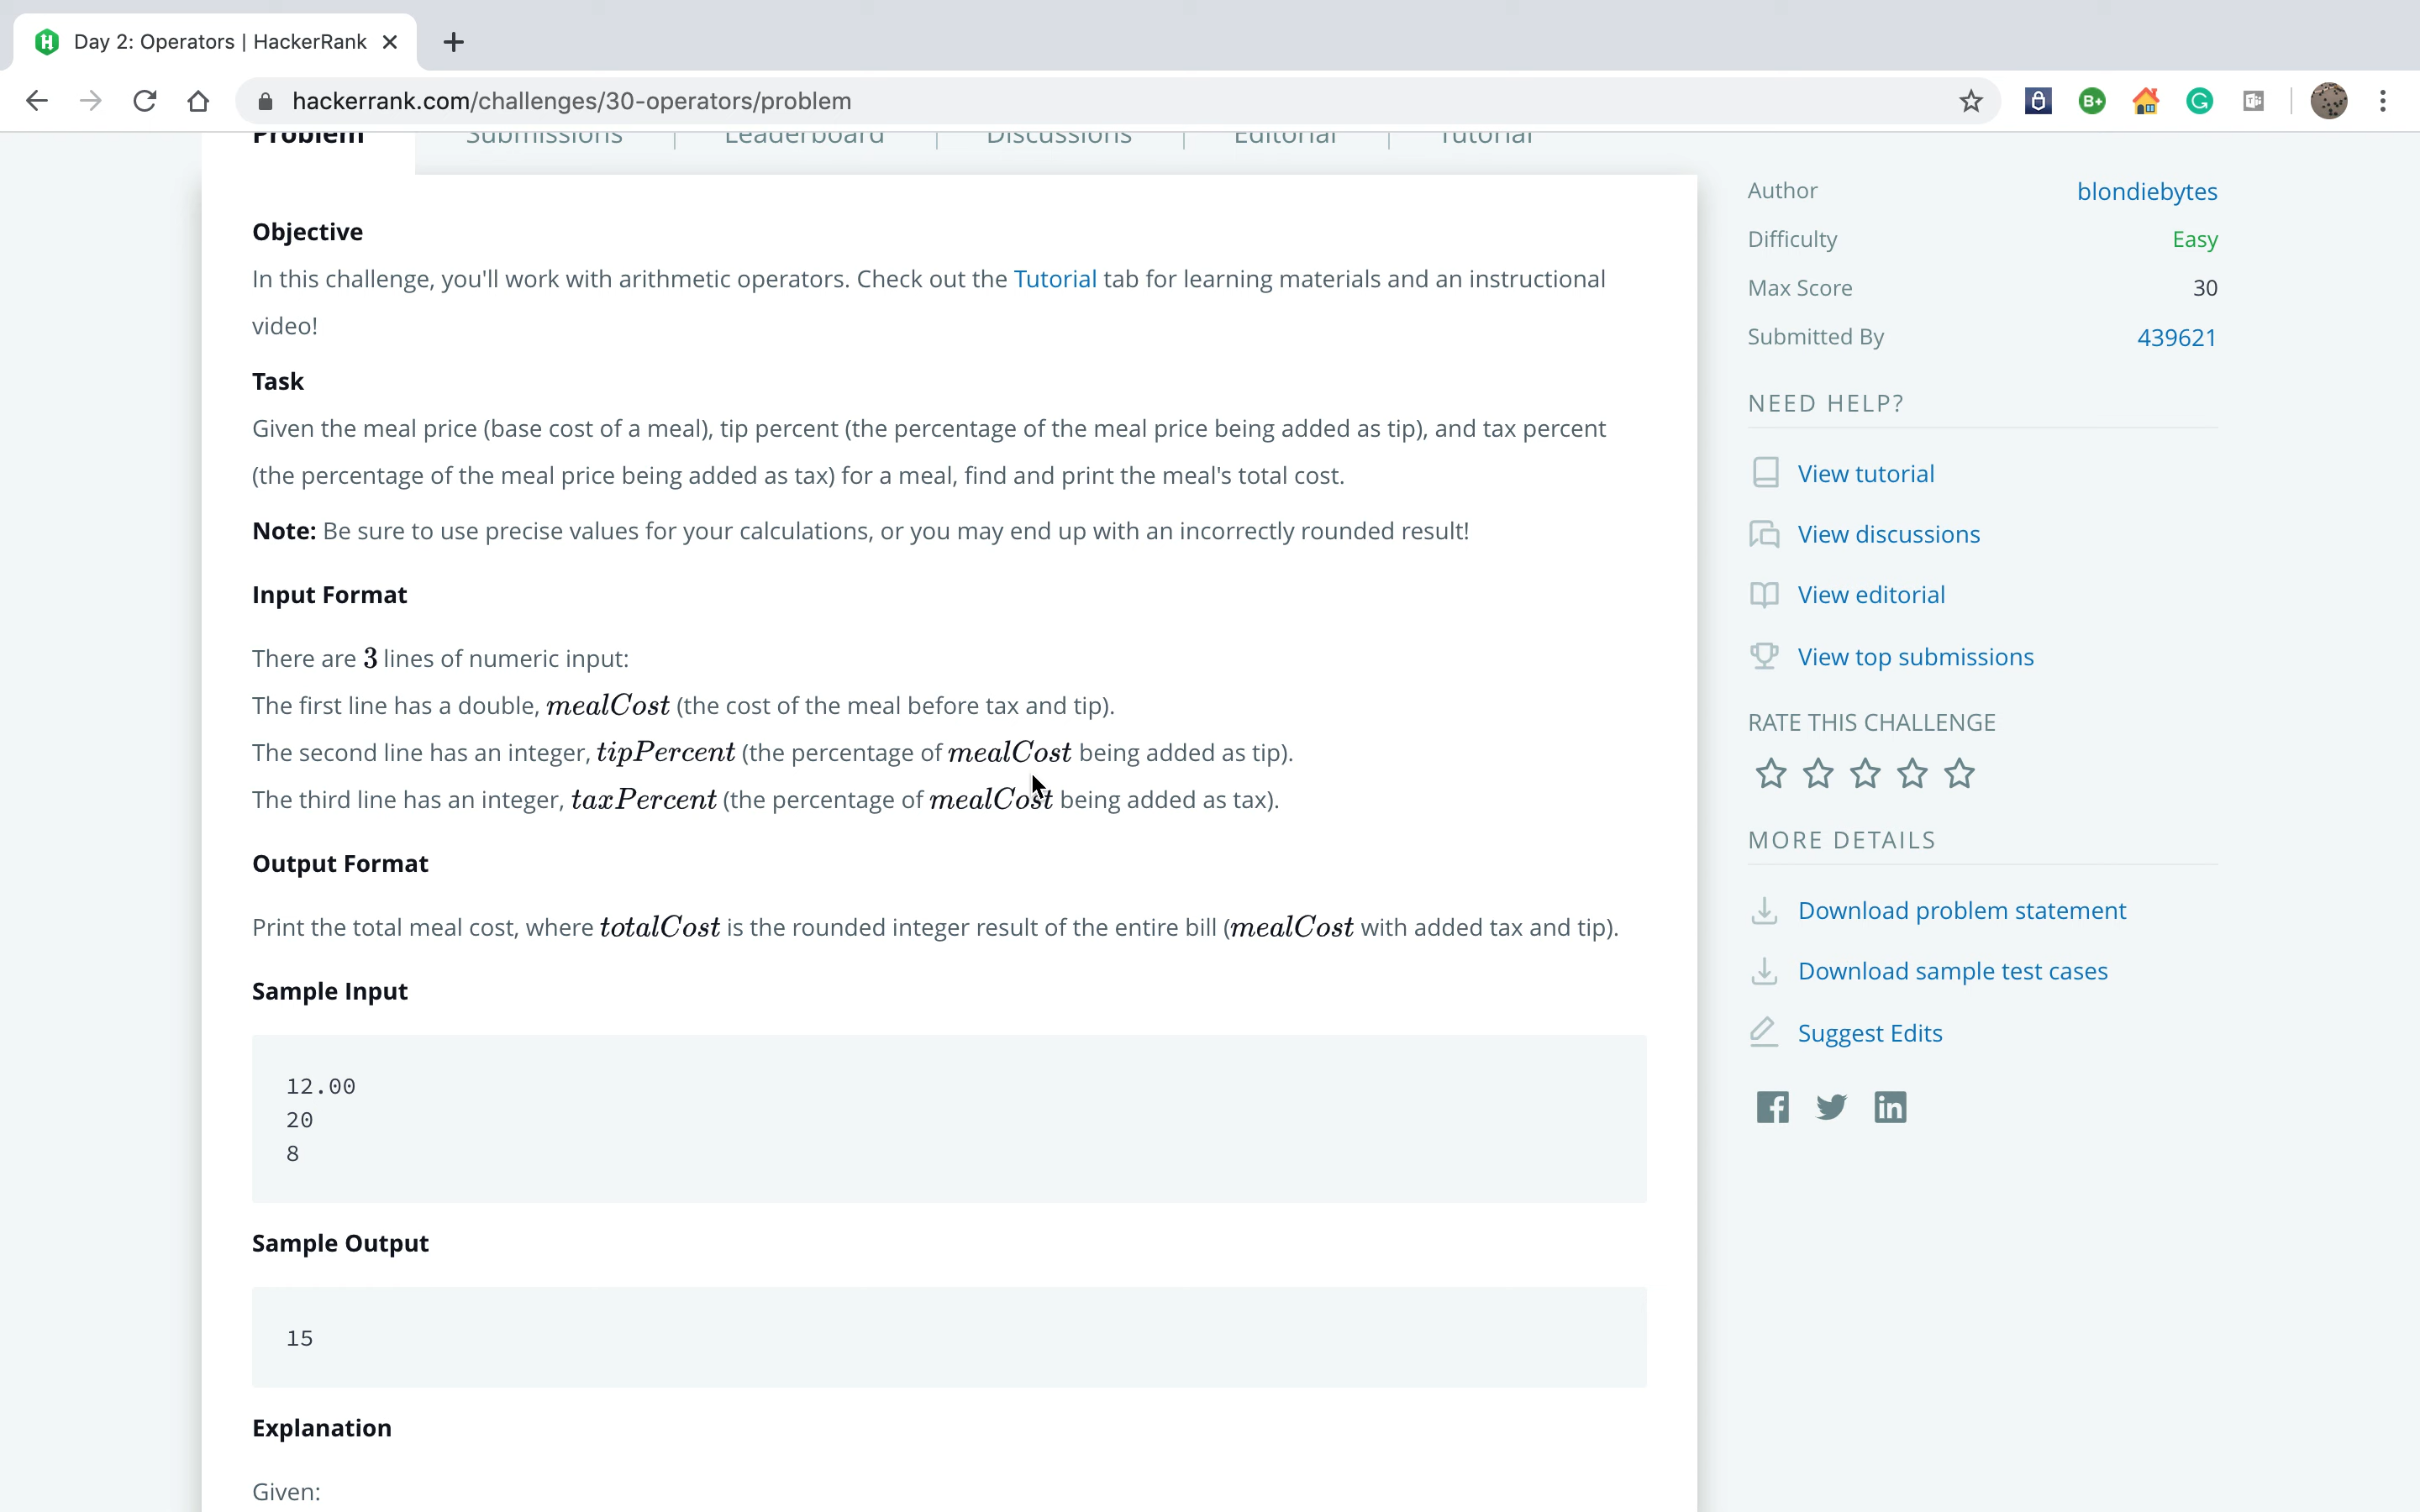 Day 2: Operators | HackerRank
hackerrank.com/challenges/30-operators/problem
Problem
Submissions
Leaderboard
Discussions
Editorial
Tutorial
Objective
In this challenge, you'll work with arithmetic operators. Check out the Tutorial tab for learning materials and an instructional
video!
Task
Given the meal price (base cost of a meal), tip percent (the percentage of the meal price being added as tip), and tax percent
(the percentage of the meal price being added as tax) for a meal, find and print the meal's total cost.
Note: Be sure to use precise values for your calculations, or you may end up with an incorrectly rounded result!
Input Format
There are 3 lines of numeric input:
The first line has a double, mealCost (the cost of the meal before tax and tip).
The second line has an integer, tipPercent (the percentage of mealCost being added as tip).
The third line has an integer, taxPercent (the percentage of mealCost being added as tax).
Output Format
Print the total meal cost, where totalCost is the rounded integer result of the entire bill (mealCost with added tax and tip).
Sample Input
12.00
20
8
Sample Output
15
Explanation
Given:
Author blondiebytes
Difficulty Easy
Max Score 30
Submitted By 439621
NEED HELP?
View tutorial
View discussions
View editorial
View top submissions
RATE THIS CHALLENGE
MORE DETAILS
Download problem statement
Download sample test cases
Suggest Edits